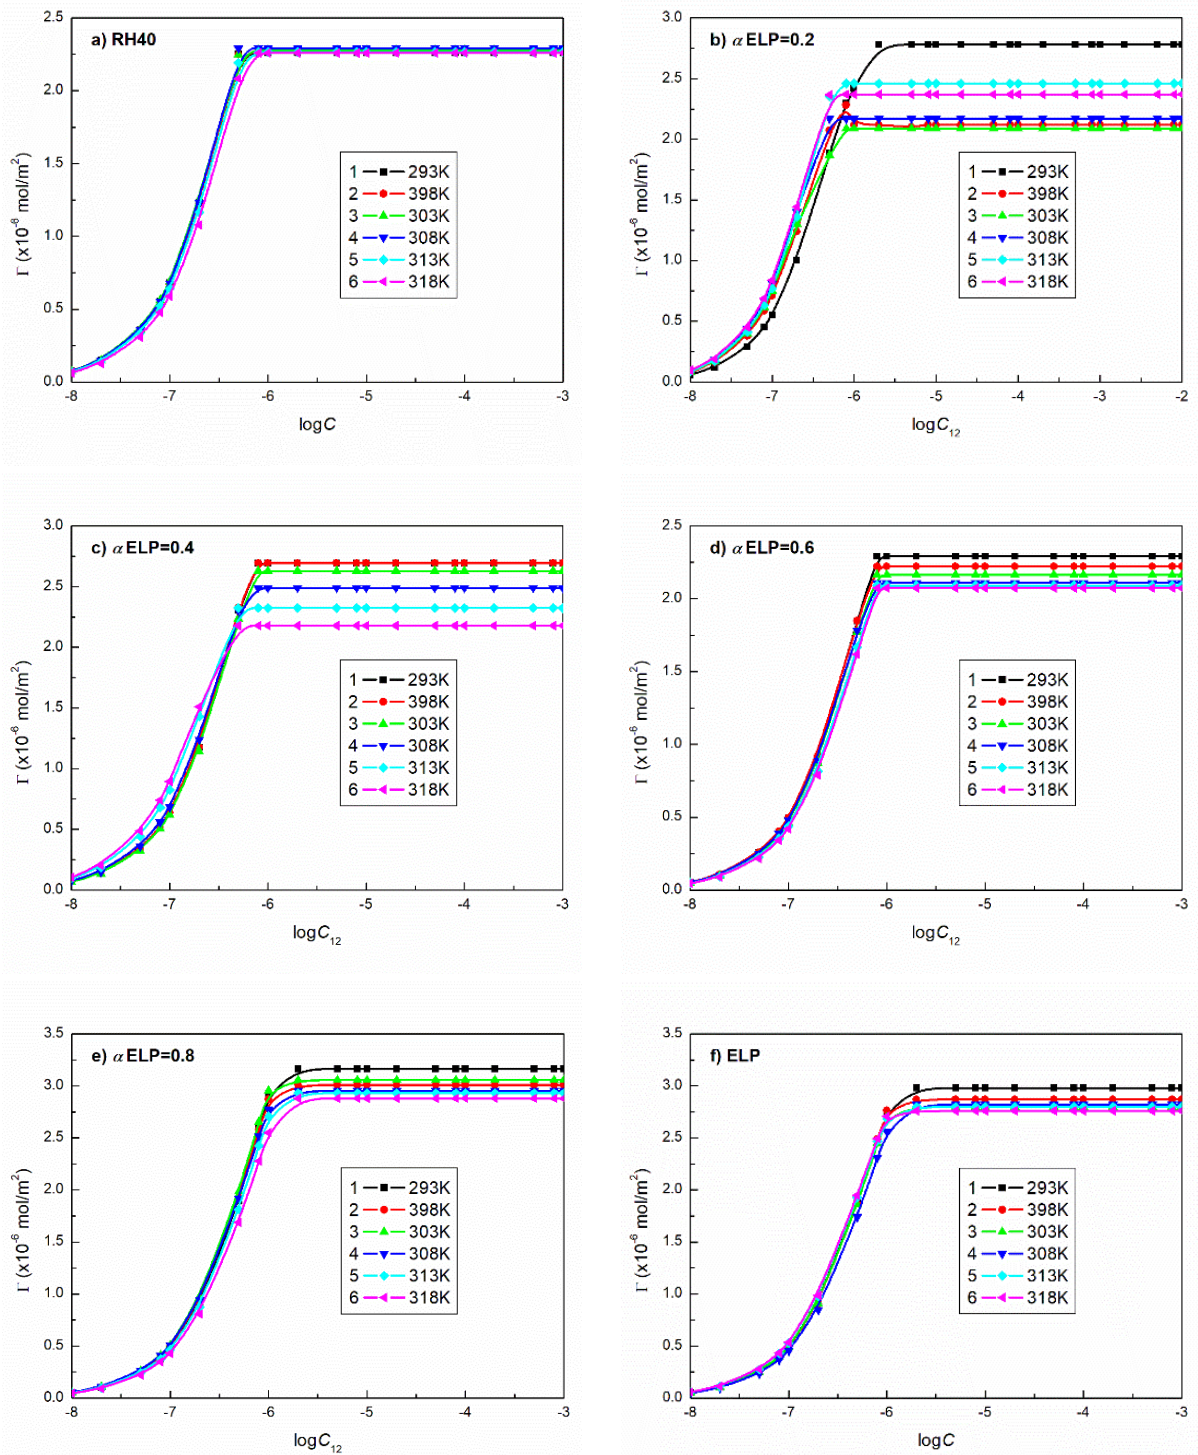 a) RH40
2.5
2.0
1.5
1.0
0.5
0.0
Γ (x10⁻⁶ mol/m²)
1 293K
2 398K
3 303K
4 308K
5 313K
6 318K
-8 -7 -6 -5 -4 -3
logC
b) αELP=0.2
3.0
2.5
2.0
1.5
1.0
0.5
0.0
Γ (x10⁻⁶ mol/m²)
1 293K
2 398K
3 303K
4 308K
5 313K
6 318K
-8 -7 -6 -5 -4 -3 -2
logC₁₂
c) αELP=0.4
3.0
2.5
2.0
1.5
1.0
0.5
0.0
Γ (x10⁻⁶ mol/m²)
1 293K
2 398K
3 303K
4 308K
5 313K
6 318K
-8 -7 -6 -5 -4 -3
logC₁₂
d) αELP=0.6
2.5
2.0
1.5
1.0
0.5
0.0
Γ (x10⁻⁶ mol/m²)
1 293K
2 398K
3 303K
4 308K
5 313K
6 318K
-8 -7 -6 -5 -4 -3
logC₁₂
e) αELP=0.8
3.5
3.0
2.5
2.0
1.5
1.0
0.5
0.0
Γ (x10⁻⁶ mol/m²)
1 293K
2 398K
3 303K
4 308K
5 313K
6 318K
-8 -7 -6 -5 -4 -3
logC₁₂
f) ELP
3.5
3.0
2.5
2.0
1.5
1.0
0.5
0.0
Γ (x10⁻⁶ mol/m²)
1 293K
2 398K
3 303K
4 308K
5 313K
6 318K
-8 -7 -6 -5 -4 -3
logC